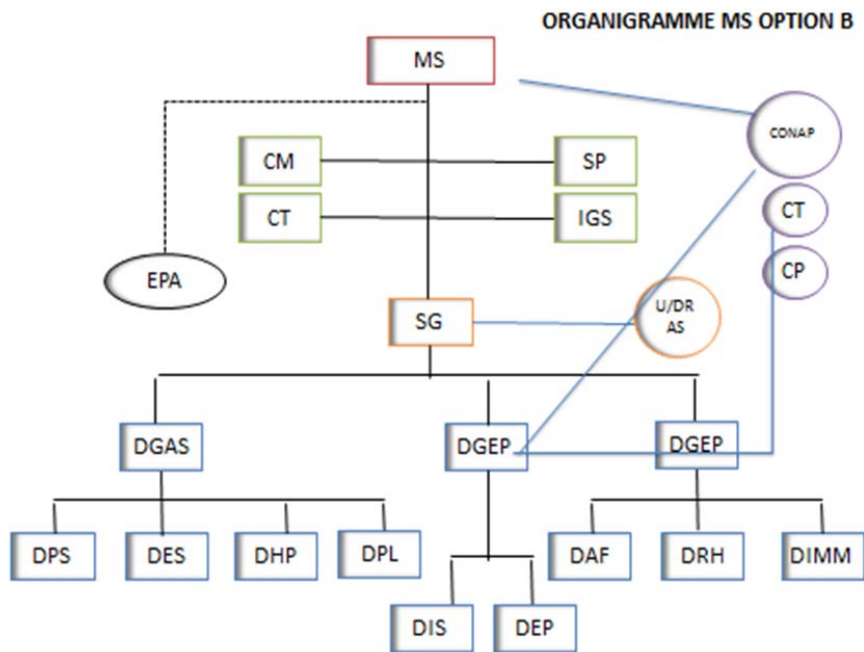 ORGANIGRAMME MS OPTION B
MS
CONAP
CM
SP
CT
IGS
CT
CP
EPA
SG
U/DR
AS
DGAS
DGEP
DGEP
DPS
DES
DHP
DPL
DAF
DRH
DIMM
DIS
DEP